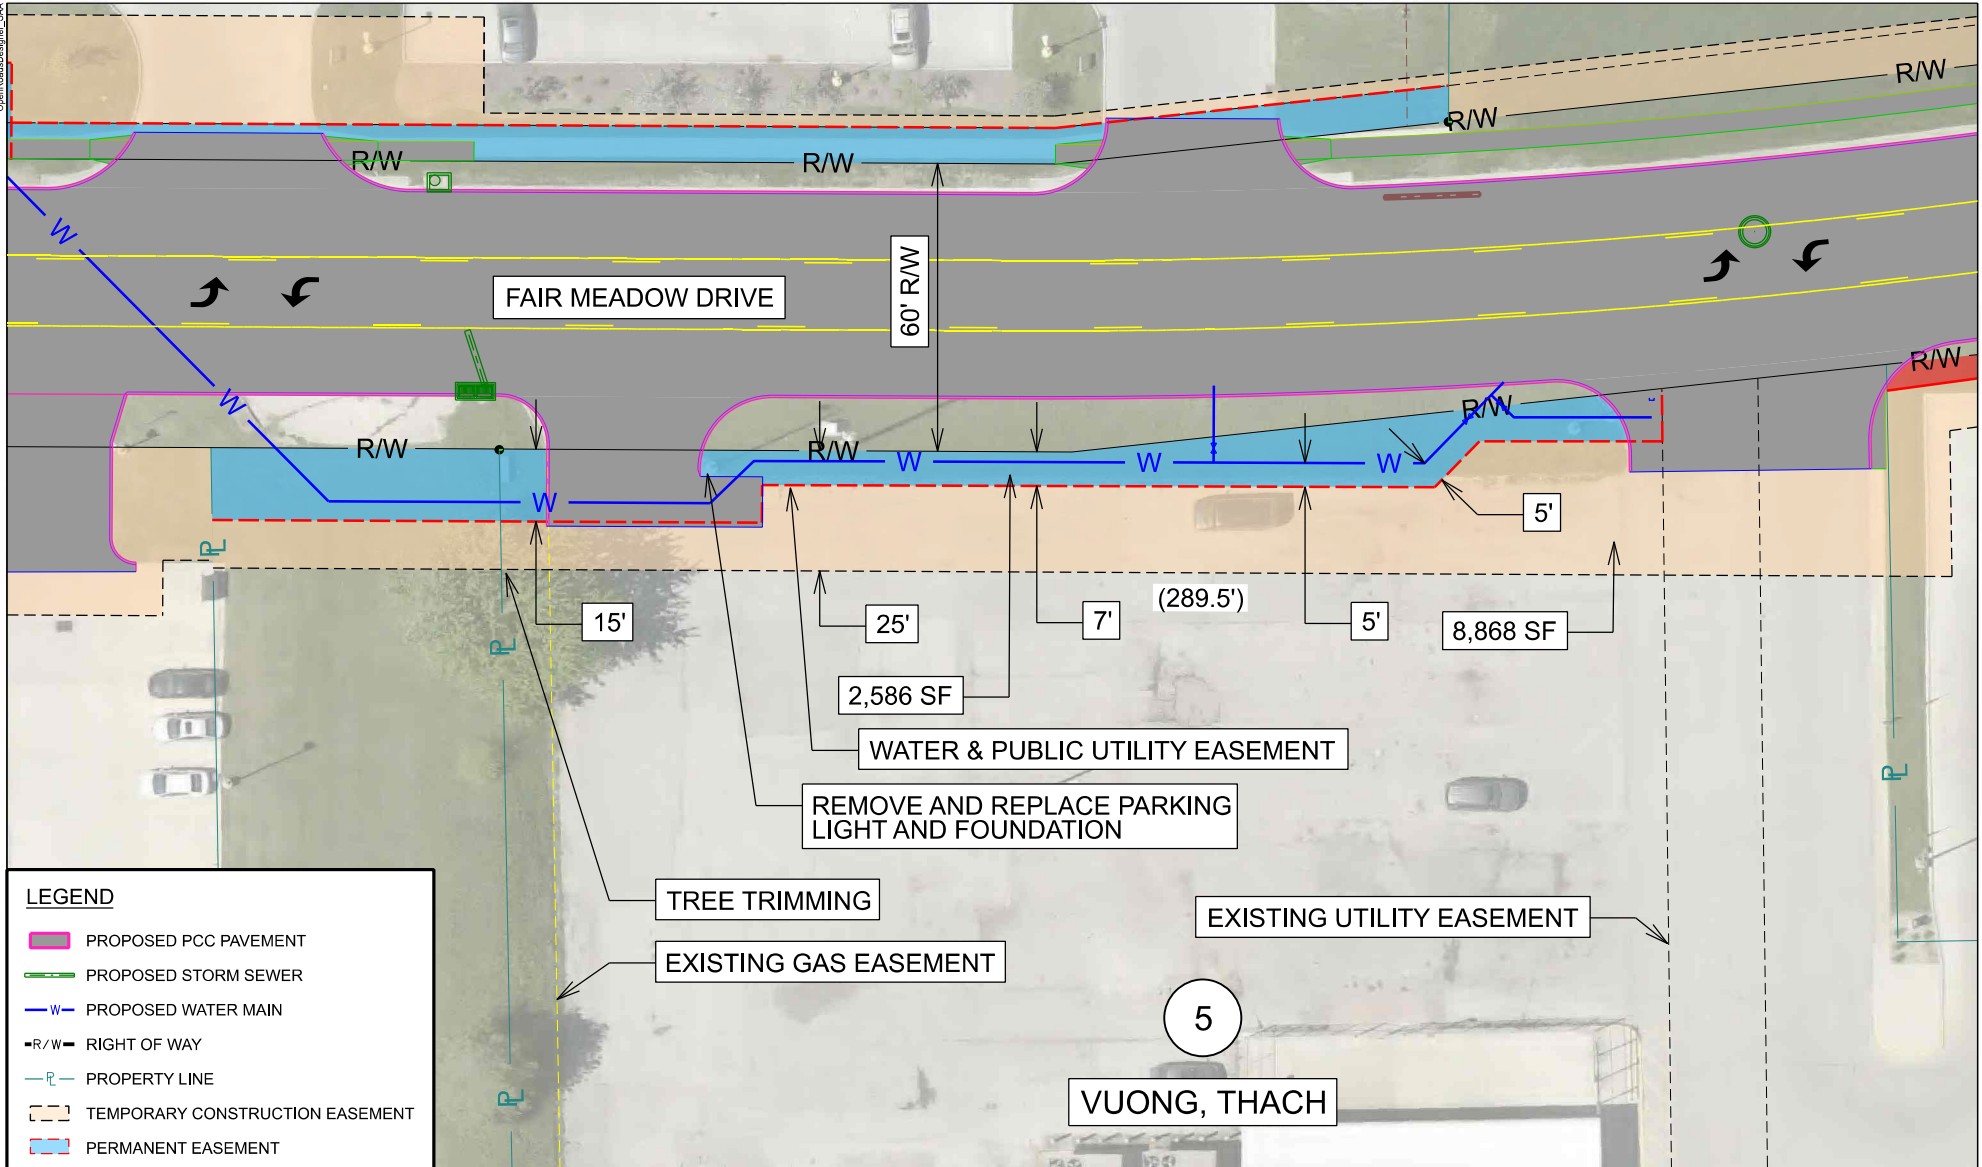 R/W
R/W
R/W
R/W
W
60' R/W
FAIR MEADOW DRIVE
R/W
W
R/W
R/W
R/W
W
W
W
W
5'
℄
15'
25'
7'
(289.5')
5'
8,868 SF
2,586 SF
WATER & PUBLIC UTILITY EASEMENT
REMOVE AND REPLACE PARKING
LIGHT AND FOUNDATION
TREE TRIMMING
EXISTING UTILITY EASEMENT
EXISTING GAS EASEMENT
5
VUONG, THACH
LEGEND
PROPOSED PCC PAVEMENT
PROPOSED STORM SEWER
W
PROPOSED WATER MAIN
R/W
RIGHT OF WAY
PROPERTY LINE
TEMPORARY CONSTRUCTION EASEMENT
PERMANENT EASEMENT